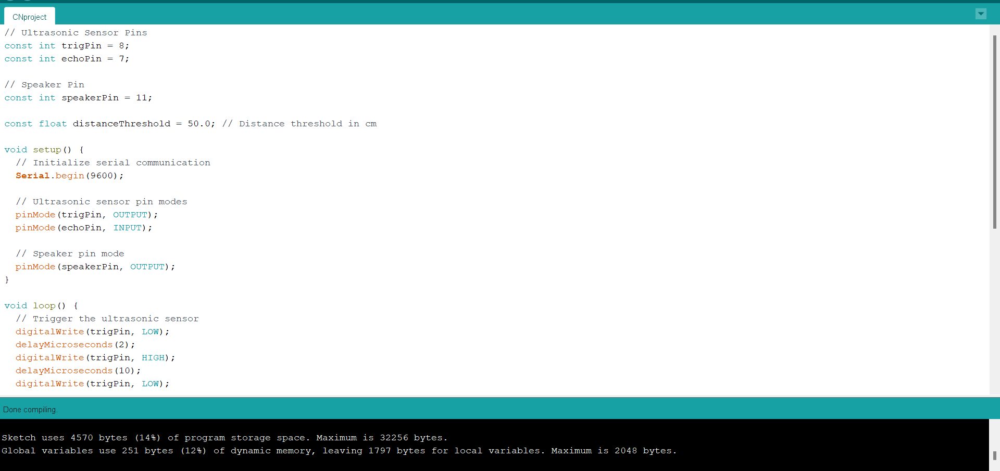 CNproject
// Ultrasonic Sensor Pins
const int trigPin = 8;
const int echoPin = 7;
// Speaker Pin
const int speakerPin = 11;
const float distanceThreshold = 50.0; // Distance threshold in cm
void setup() {
  // Initialize serial communication
  Serial.begin(9600);
  // Ultrasonic sensor pin modes
  pinMode(trigPin, OUTPUT);
  pinMode(echoPin, INPUT);
  // Speaker pin mode
  pinMode(speakerPin, OUTPUT);
}
void loop() {
  // Trigger the ultrasonic sensor
  digitalWrite(trigPin, LOW);
  delayMicroseconds(2);
  digitalWrite(trigPin, HIGH);
  delayMicroseconds(10);
  digitalWrite(trigPin, LOW);
Done compiling.
Sketch uses 4570 bytes (14%) of program storage space. Maximum is 32256 bytes.
Global variables use 251 bytes (12%) of dynamic memory, leaving 1797 bytes for local variables. Maximum is 2048 bytes.